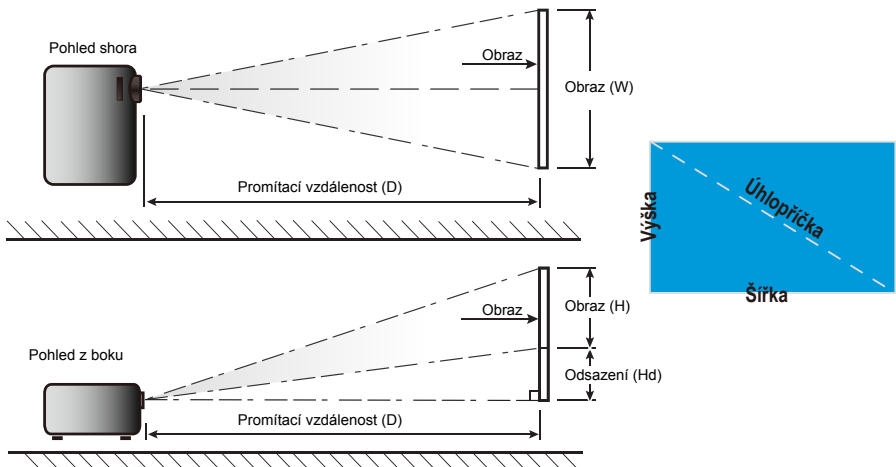 Pohled shora
Obraz
Obraz (W)
Promítací vzdálenost (D)
Výška
Úhlopříčka
Šířka
Pohled z boku
Obraz
Obraz (H)
Odsazení (Hd)
Promítací vzdálenost (D)